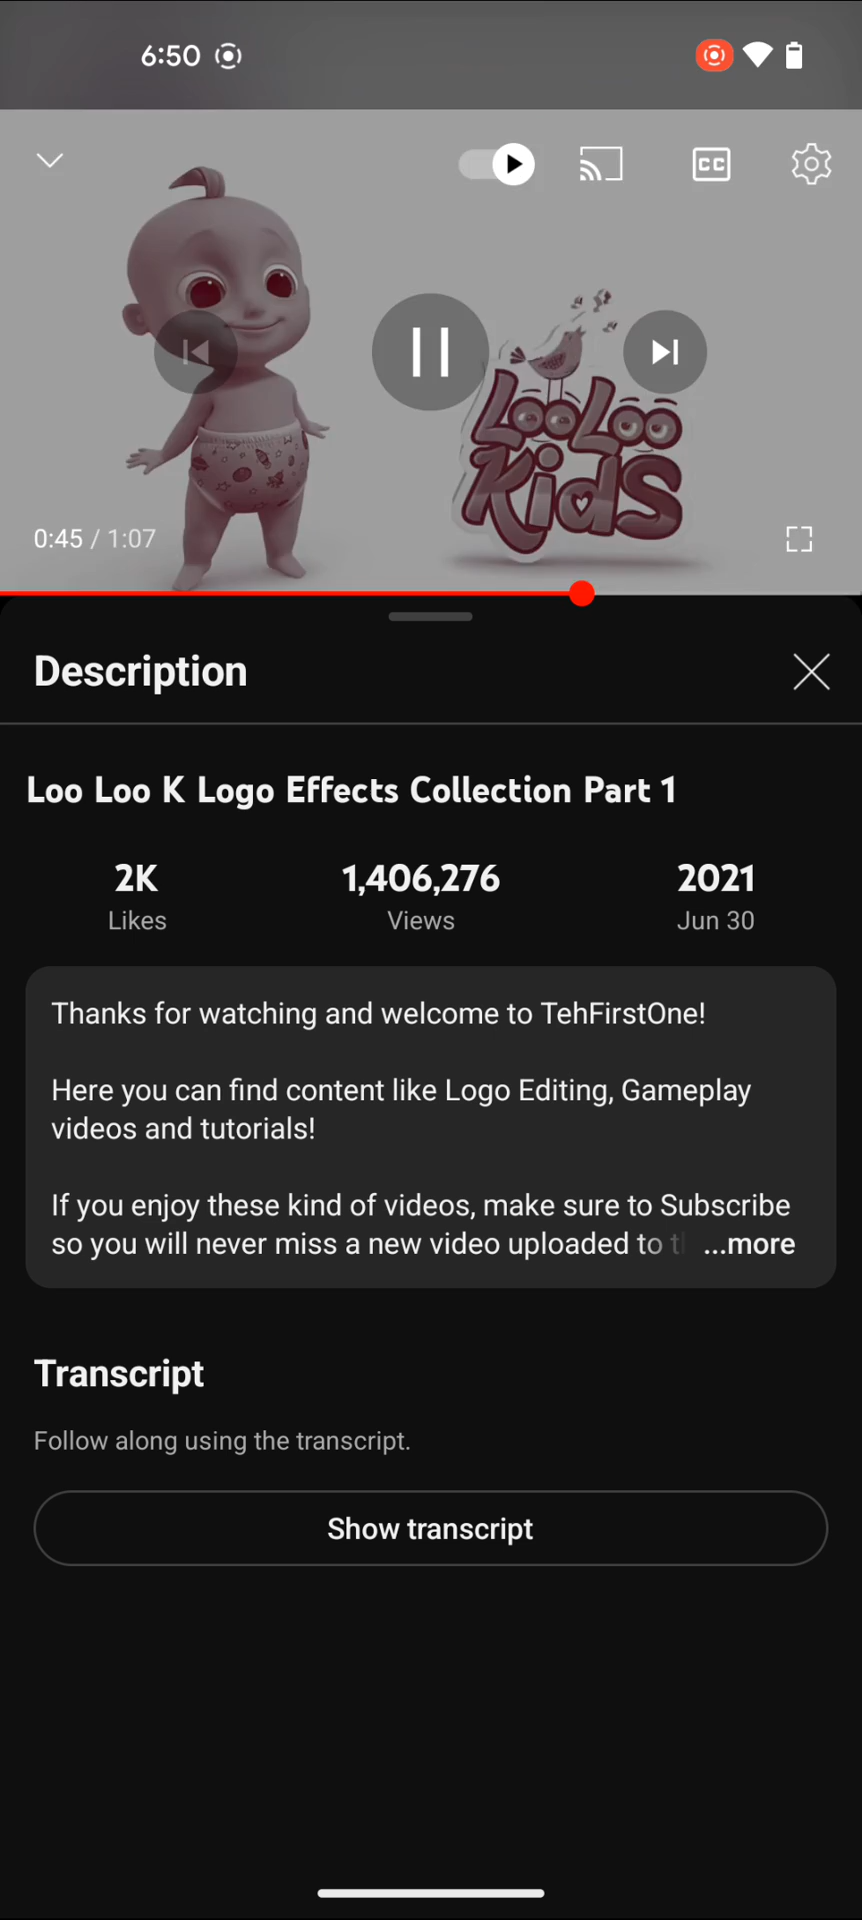 6:50
CC
LooLoo
Kids
0:45 / 1:07
Description
Loo Loo K Logo Effects Collection Part 1
2K
1,406,276
2021
Likes
Views
Jun 30
Thanks for watching and welcome to TehFirstOne!
Here you can find content like Logo Editing, Gameplay
videos and tutorials!
If you enjoy these kind of videos, make sure to Subscribe
so you will never miss a new video uploaded to ...more
Transcript
Follow along using the transcript.
Show transcript